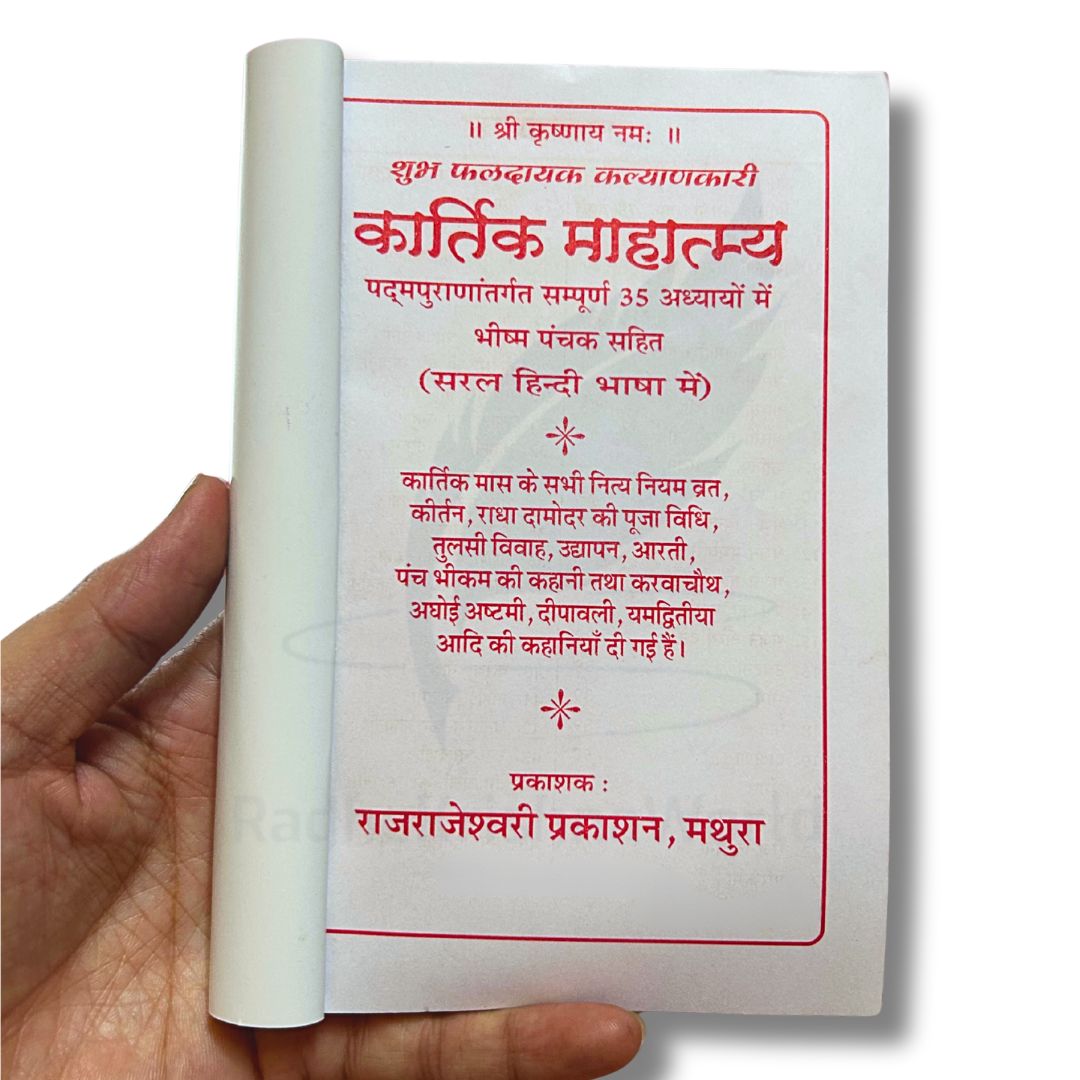 ॥ श्री कृष्णाय नमः ॥
शुभ फलदायक कल्याणकारी
कार्तिक माहात्म्य
पद्‌मपुराणांतर्गत सम्पूर्ण 35 अध्यायों में
भीष्म पंचक सहित
(सरल हिन्दी भाषा में)
कार्तिक मास के सभी नित्य नियम व्रत,
कीर्तन, राधा दामोदर की पूजा विधि,
तुलसी विवाह, उद्यापन, आरती,
पंच भीकम की कहानी तथा करवाचौथ,
अघोई अष्टमी, दीपावली, यमद्वितीया
आदि की कहानियाँ दी गई हैं।
प्रकाशक :
राजराजेश्वरी प्रकाशन, मथुरा